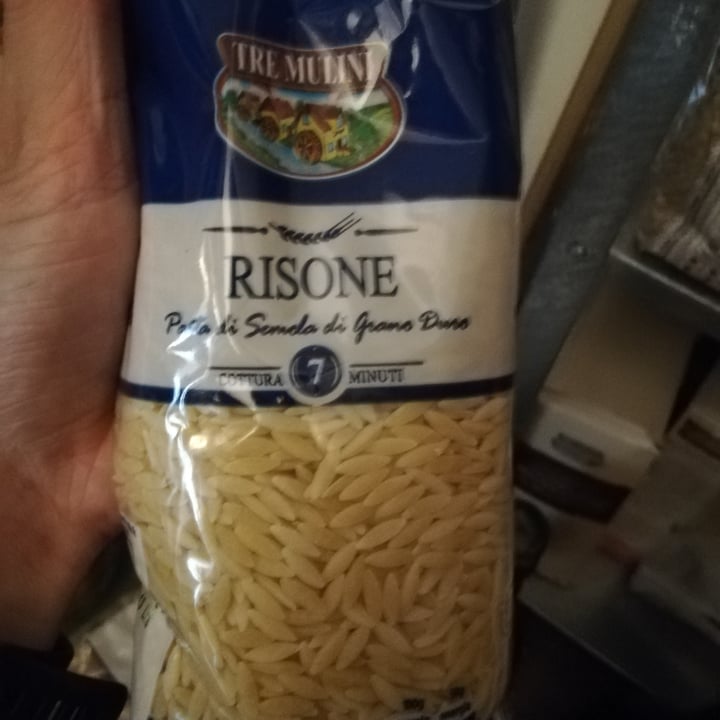 TRE MULINI
RISONE
Pasta di Semola di Grano Duro
COTTURA 7 MINUTI